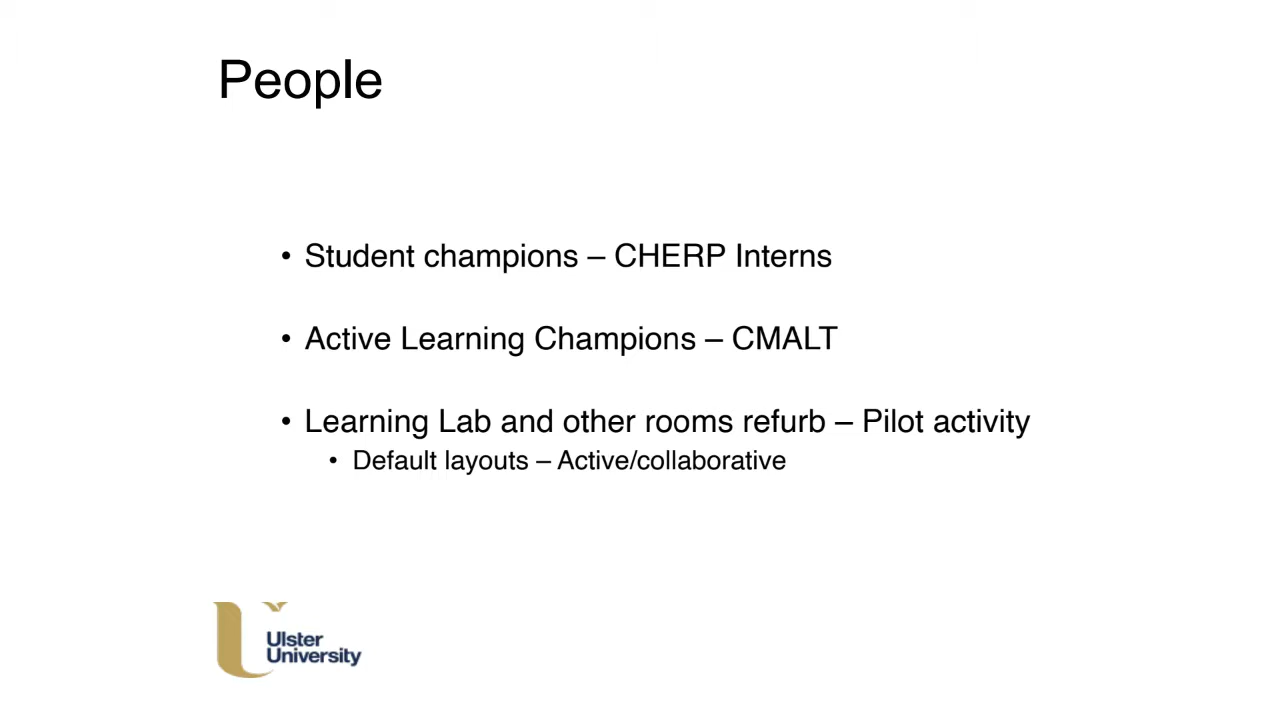 People
• Student champions – CHERP Interns
• Active Learning Champions – CMALT
• Learning Lab and other rooms refurb – Pilot activity
• Default layouts – Active/collaborative
Ulster
University